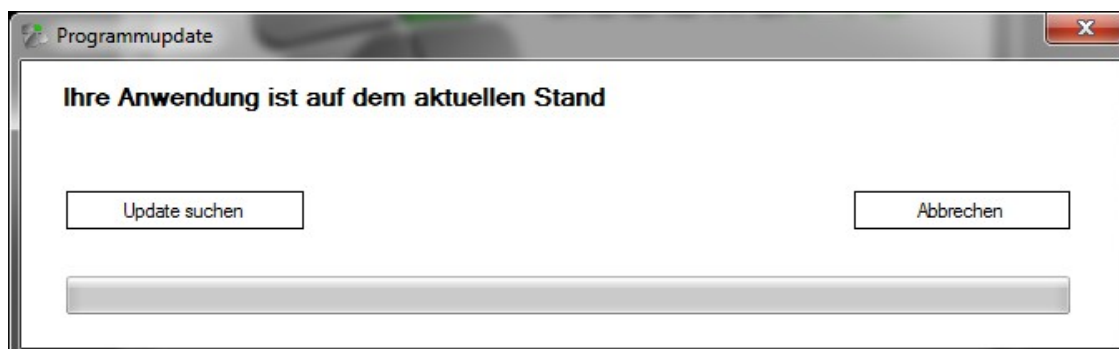 Programmupdate
Ihre Anwendung ist auf dem aktuellen Stand
Update suchen
Abbrechen